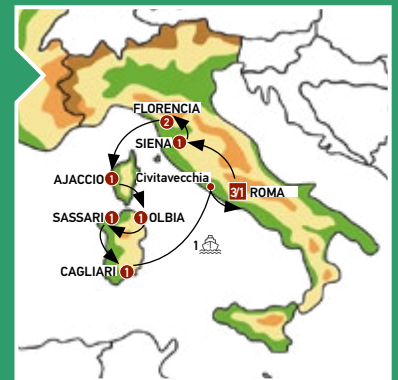 FLORENCIA
2
SIENA 1
AJACCIO 1
Civitavecchia
3/1 ROMA
SASSARI 1
1 OLBIA
1
CAGLIARI 1